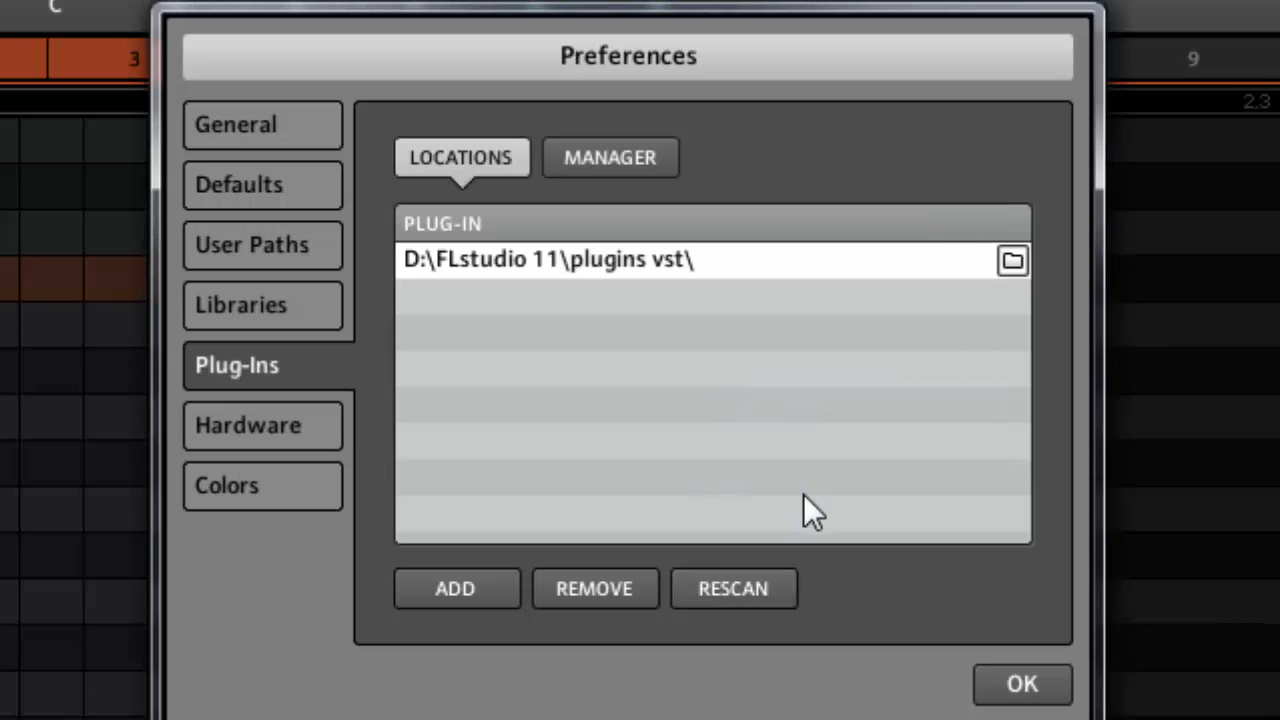 C
3
9
2.3
Preferences
General
Defaults
User Paths
Libraries
Plug-Ins
Hardware
Colors
LOCATIONS
MANAGER
PLUG-IN
D:\FLstudio 11\plugins vst\
ADD
REMOVE
RESCAN
OK